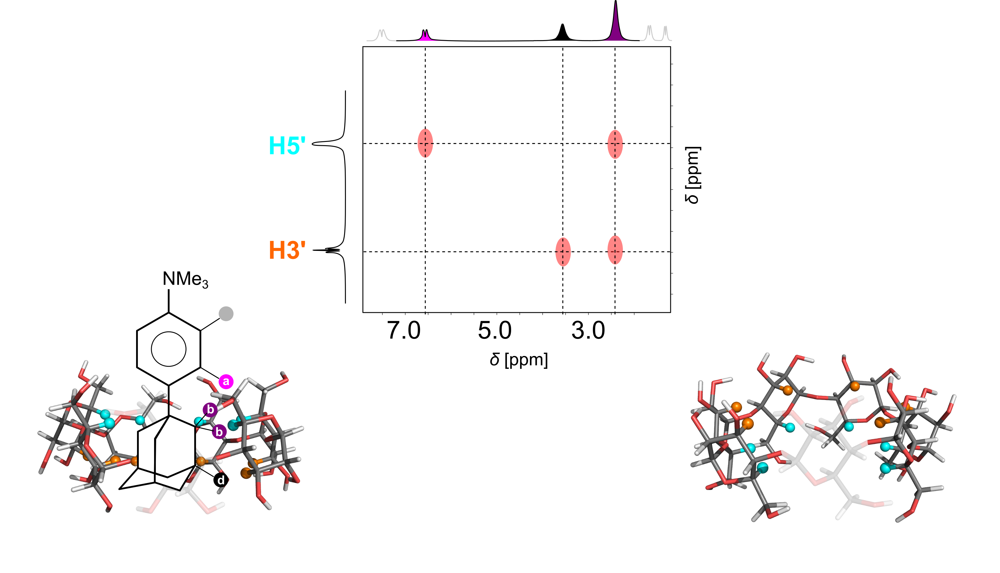 H5'
H3'
δ [ppm]
7.0 5.0 3.0
δ [ppm]
NMe3
a
b
b
d